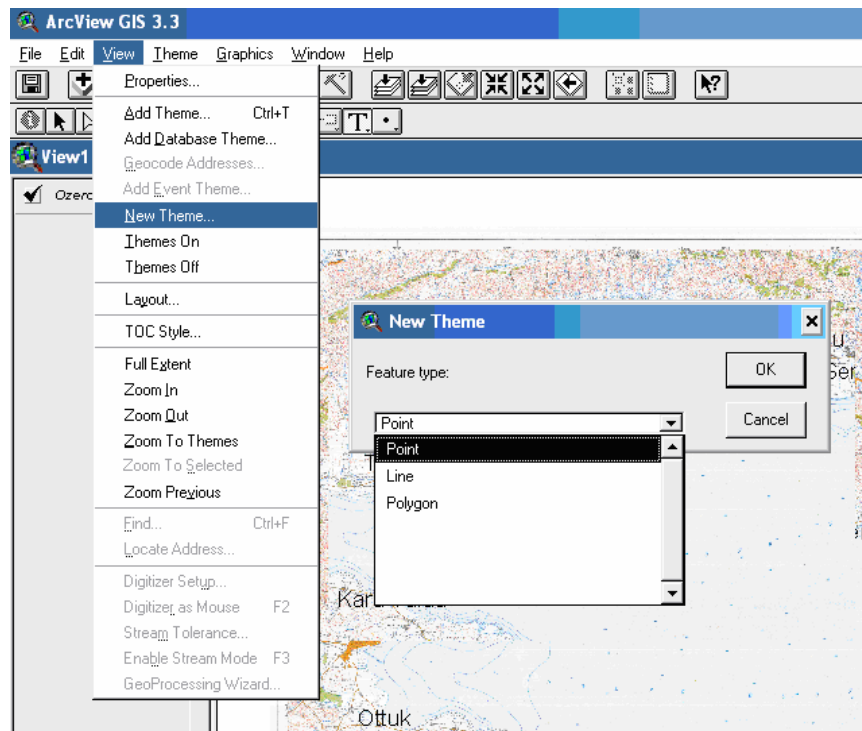 ArcView GIS 3.3
File Edit View Theme Graphics Window Help
T
View1
Properties...
Add Theme... Ctrl+T
Add Database Theme...
Geocode Addresses...
Add Event Theme...
New Theme...
Themes On
Themes Off
Layout...
TOC Style...
Full Extent
Zoom In
Zoom Out
Zoom To Themes
Zoom To Selected
Zoom Previous
Find... Ctrl+F
Locate Address...
Digitizer Setup...
Digitizer as Mouse F2
Stream Tolerance...
Enable Stream Mode F3
GeoProcessing Wizard...
New Theme
Feature type:
OK
Cancel
Point
Point
Line
Polygon
Ottuk